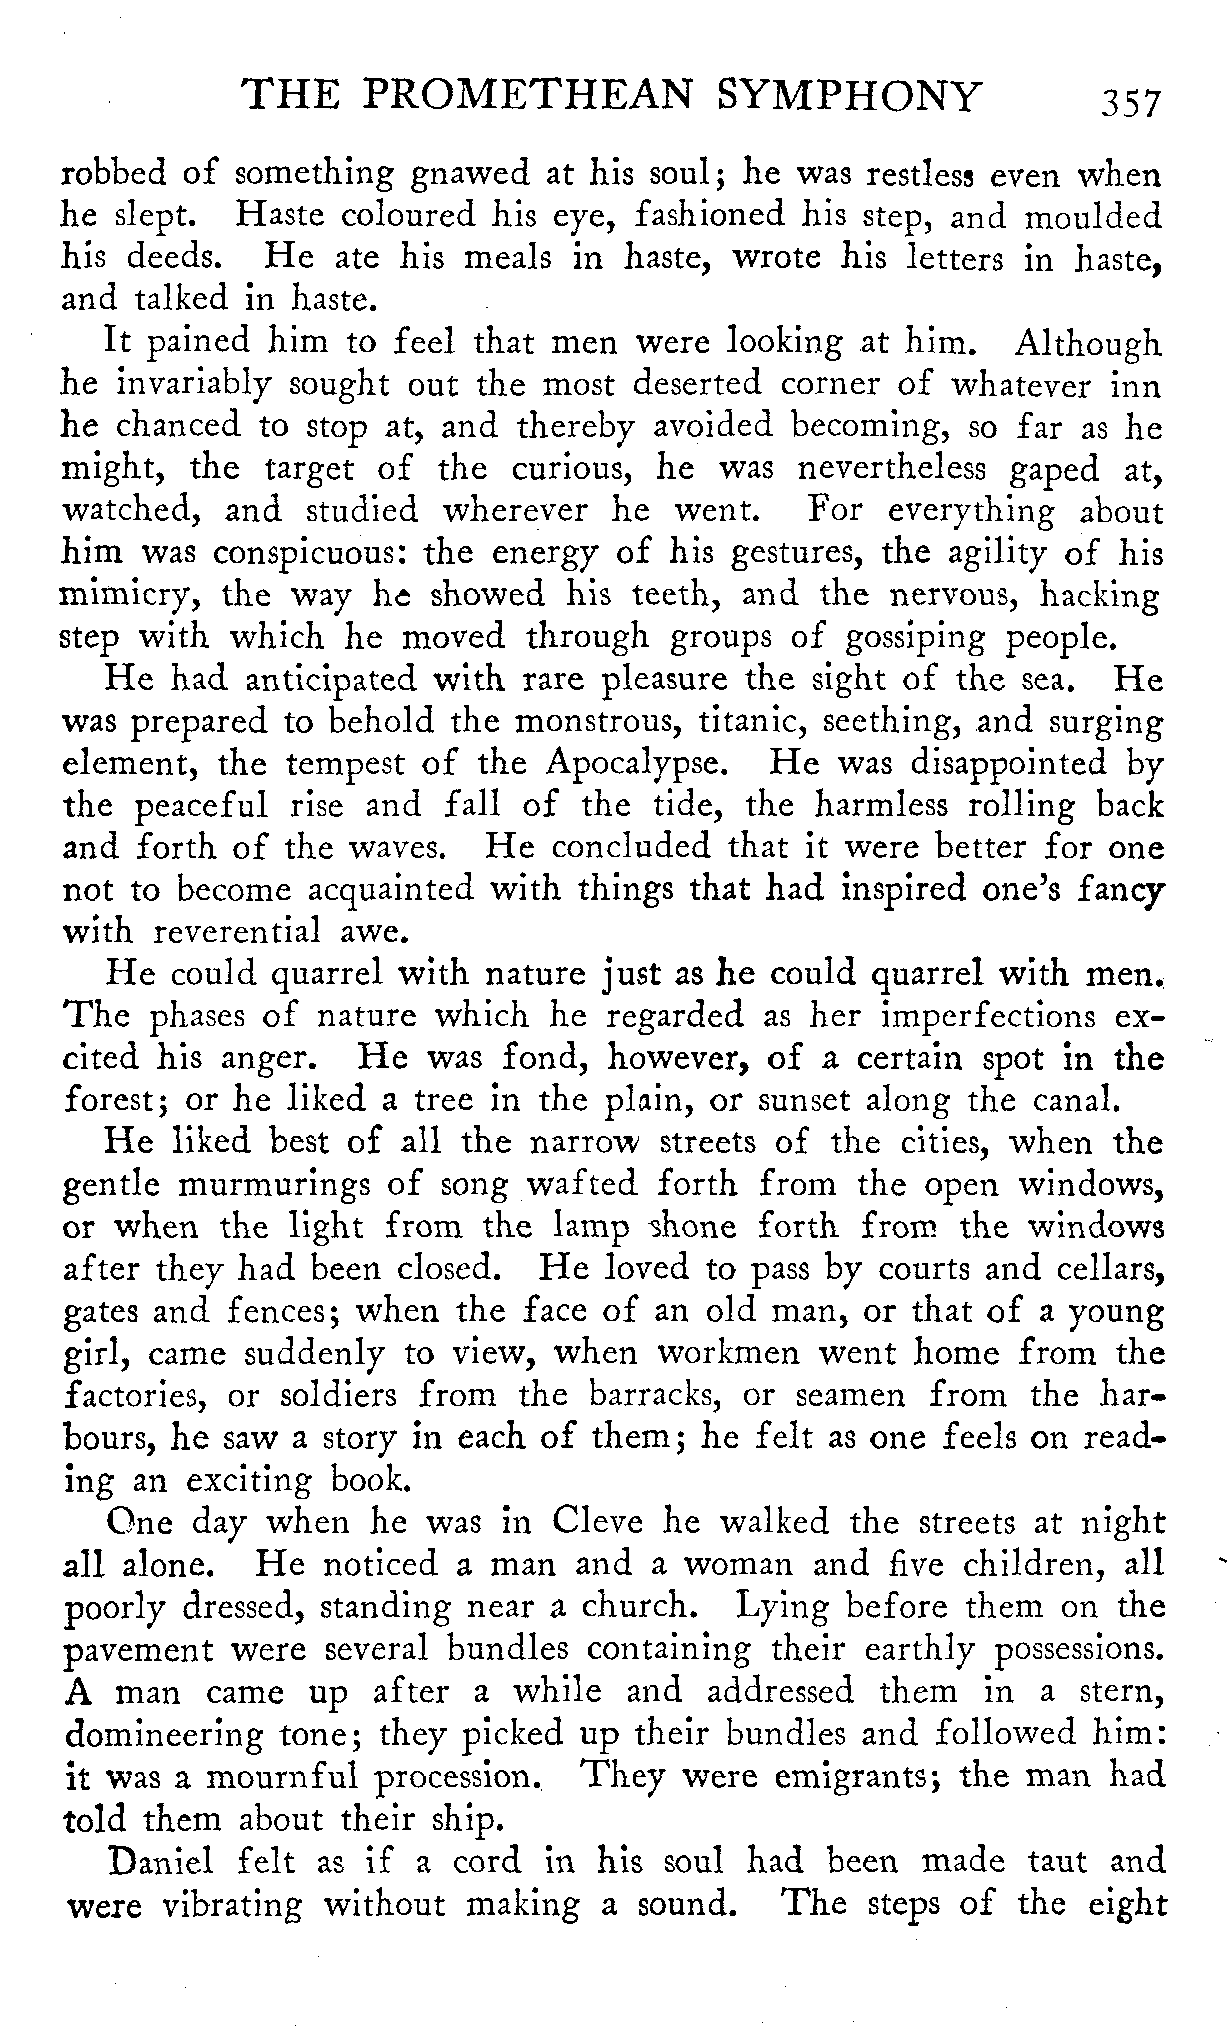 THE PROMETHEAN SYMPHONY 357
robbed of something gnawed at his soul; he was restless even when
he slept. Haste coloured his eye, fashioned his step, and moulded
his deeds. He ate his meals in haste, wrote his letters in haste,
and talked in haste.
It pained him to feel that men were looking at him. Although
he invariably sought out the most deserted corner of whatever inn
he chanced to stop at, and thereby avoided becoming, so far as he
might, the target of the curious, he was nevertheless gaped at,
watched, and studied wherever he went. For everything about
him was conspicuous: the energy of his gestures, the agility of his
mimicry, the way he showed his teeth, and the nervous, hacking
step with which he moved through groups of gossiping people.
He had anticipated with rare pleasure the sight of the sea. He
was prepared to behold the monstrous, titanic, seething, and surging
element, the tempest of the Apocalypse. He was disappointed by
the peaceful rise and fall of the tide, the harmless rolling back
and forth of the waves. He concluded that it were better for one
not to become acquainted with things that had inspired one's fancy
with reverential awe.
He could quarrel with nature just as he could quarrel with men.
The phases of nature which he regarded as her imperfections ex-
cited his anger. He was fond, however, of a certain spot in the
forest; or he liked a tree in the plain, or sunset along the canal.
He liked best of all the narrow streets of the cities, when the
gentle murmurings of song wafted forth from the open windows,
or when the light from the lamp shone forth from the windows
after they had been closed. He loved to pass by courts and cellars,
gates and fences; when the face of an old man, or that of a young
girl, came suddenly to view, when workmen went home from the
factories, or soldiers from the barracks, or seamen from the har-
bours, he saw a story in each of them; he felt as one feels on read-
ing an exciting book.
One day when he was in Cleve he walked the streets at night
all alone. He noticed a man and a woman and five children, all
poorly dressed, standing near a church. Lying before them on the
pavement were several bundles containing their earthly possessions.
A man came up after a while and addressed them in a stern,
domineering tone; they picked up their bundles and followed him:
it was a mournful procession. They were emigrants; the man had
told them about their ship.
Daniel felt as if a cord in his soul had been made taut and
were vibrating without making a sound. The steps of the eight